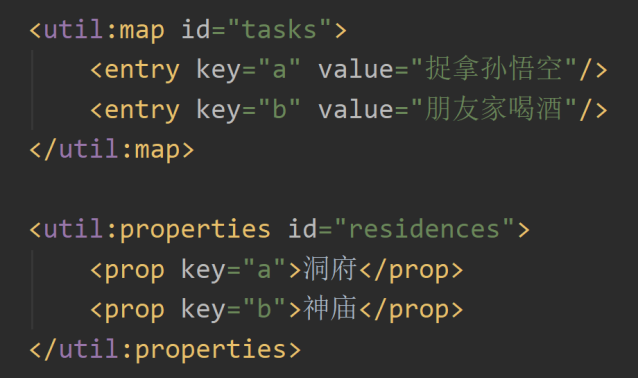 <util:map id="tasks">
    <entry key="a" value="捉拿孙悟空"/>
    <entry key="b" value="朋友家喝酒"/>
</util:map>

<util:properties id="residences">
    <prop key="a">洞府</prop>
    <prop key="b">神庙</prop>
</util:properties>